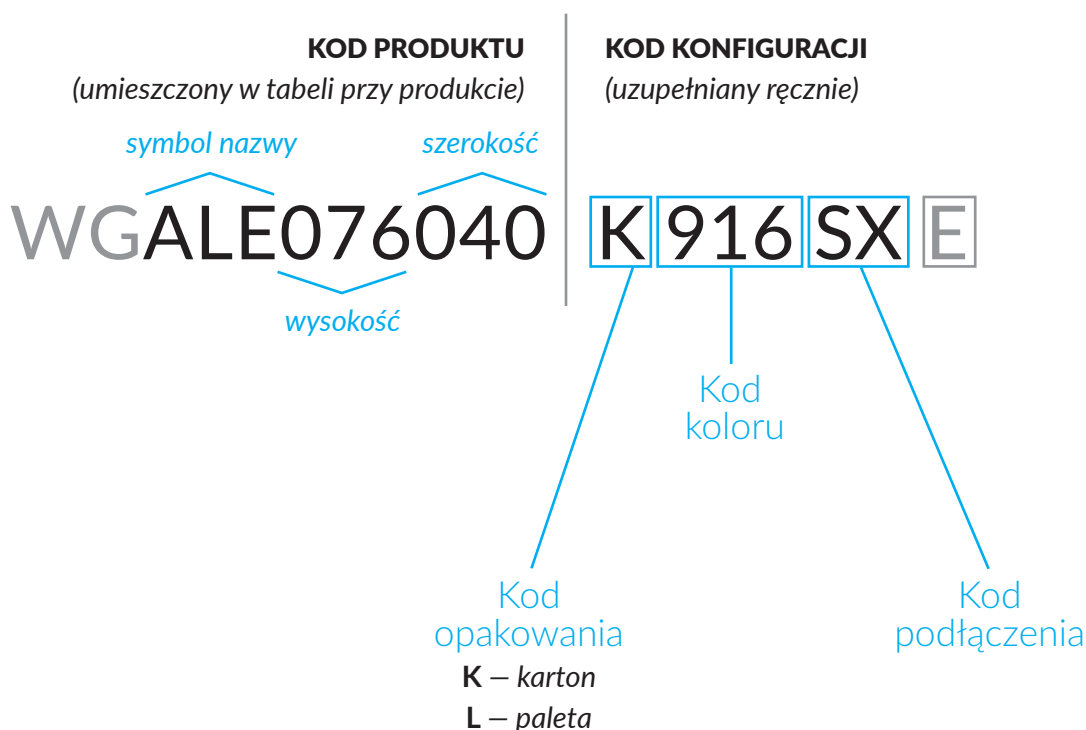 KOD PRODUKTU
(umieszczony w tabeli przy produkcie)
KOD KONFIGURACJI
(uzupełniany ręcznie)
symbol nazwy
szerokość
WGALE076040 K 916 SX E
wysokość
Kod
koloru
Kod
opakowania
K – karton
L – paleta
Kod
podłączenia